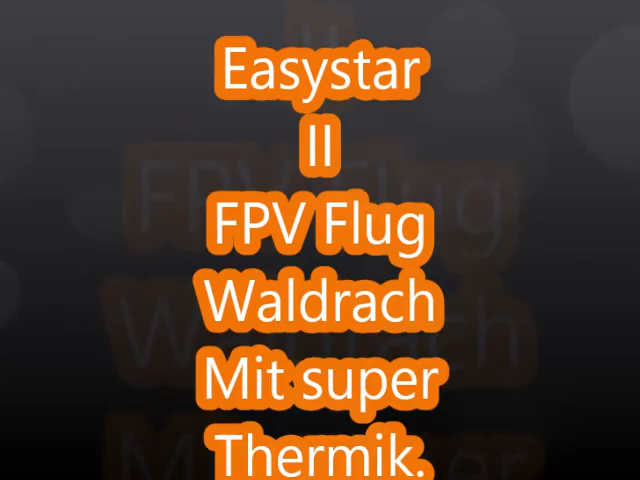 Easystar
II
FPV Flug
Waldrach
Mit super
Thermik.